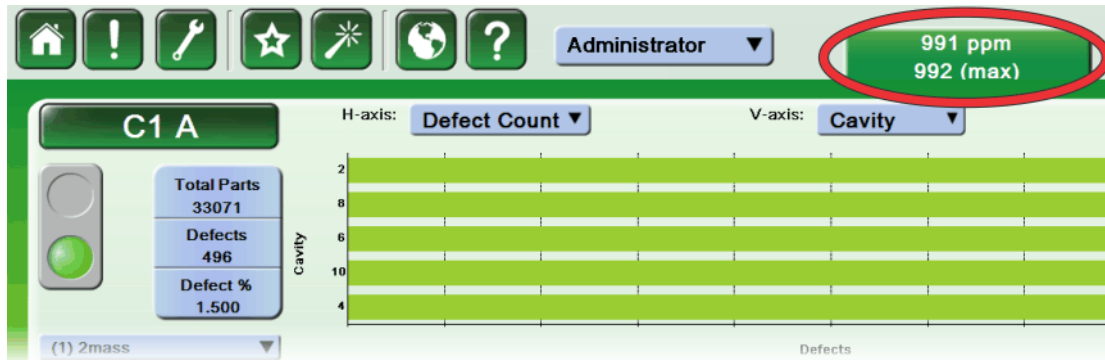 Administrator ▼
991 ppm
992 (max)
C1 A
H-axis: Defect Count ▼
V-axis: Cavity ▼
Total Parts
33071
Defects
496
Defect %
1.500
Cavity
2
8
6
10
4
(1) 2mass ▼
Defects